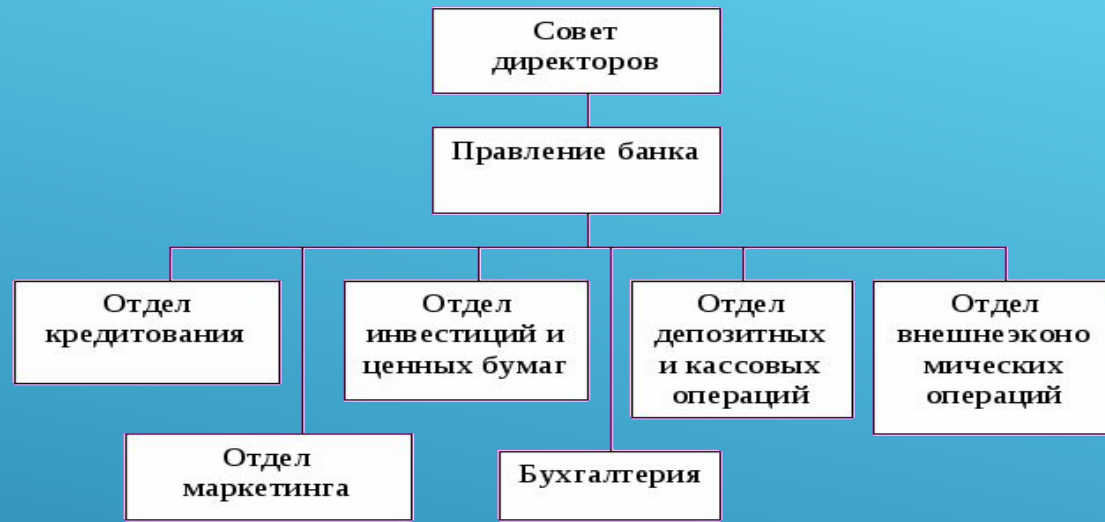 Совет
директоров
Правление банка
Отдел
кредитования
Отдел
инвестиций и
ценных бумаг
Отдел
депозитных
и кассовых
операций
Отдел
внешнеэконо
мических
операций
Отдел
маркетинга
Бухгалтерия